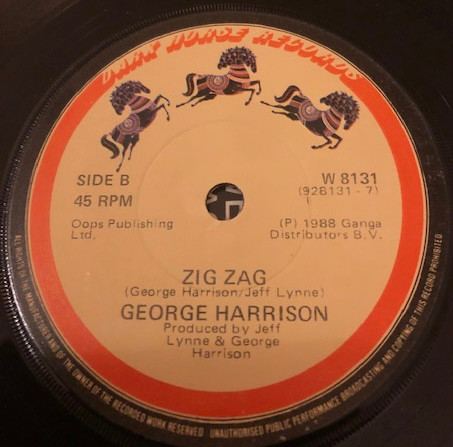 DARK HORSE RECORDS
SIDE B
45 RPM
W 8131
(928131 - 7)
Oops Publishing
Ltd.
(P) 1988 Ganga
Distributors B.V.
ZIG ZAG
(George Harrison/Jeff Lynne)
GEORGE HARRISON
Produced by Jeff
Lynne & George
Harrison
ALL RIGHTS OF THE MANUFACTURER AND OF THE OWNER OF THE RECORDED WORK RESERVED UNAUTHORISED PUBLIC PERFORMANCE BROADCASTING AND COPYING OF THIS RECORD PROHIBITED